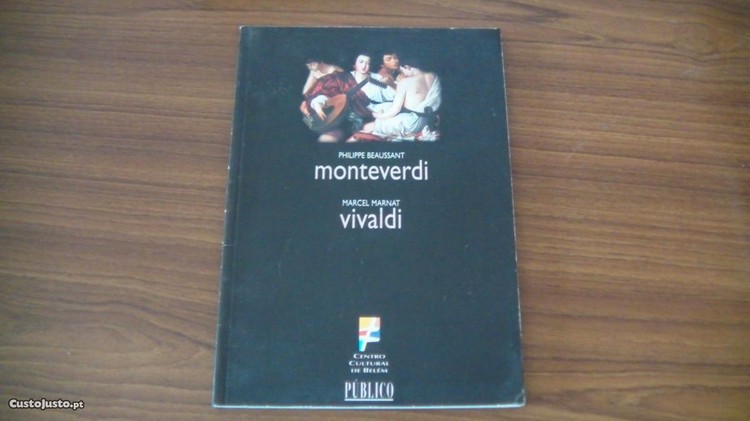 PHILIPPE BEAUSSANT
monteverdi
MARCEL MARNAT
vivaldi
CENTRO
CULTURAL
DE BELÉM
PÚBLICO
CustoJusto.pt